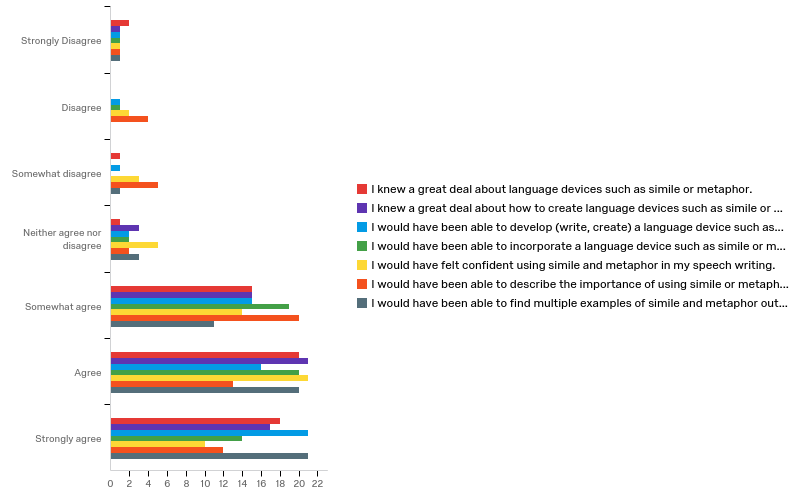 Strongly Disagree
Disagree
Somewhat disagree
Neither agree nor
disagree
Somewhat agree
Agree
Strongly agree
0 2 4 6 8 10 12 14 16 18 20 22
I knew a great deal about language devices such as simile or metaphor.
I knew a great deal about how to create language devices such as simile or ...
I would have been able to develop (write, create) a language device such as...
I would have been able to incorporate a language device such as simile or m...
I would have felt confident using simile and metaphor in my speech writing.
I would have been able to describe the importance of using simile or metaph...
I would have been able to find multiple examples of simile and metaphor out...